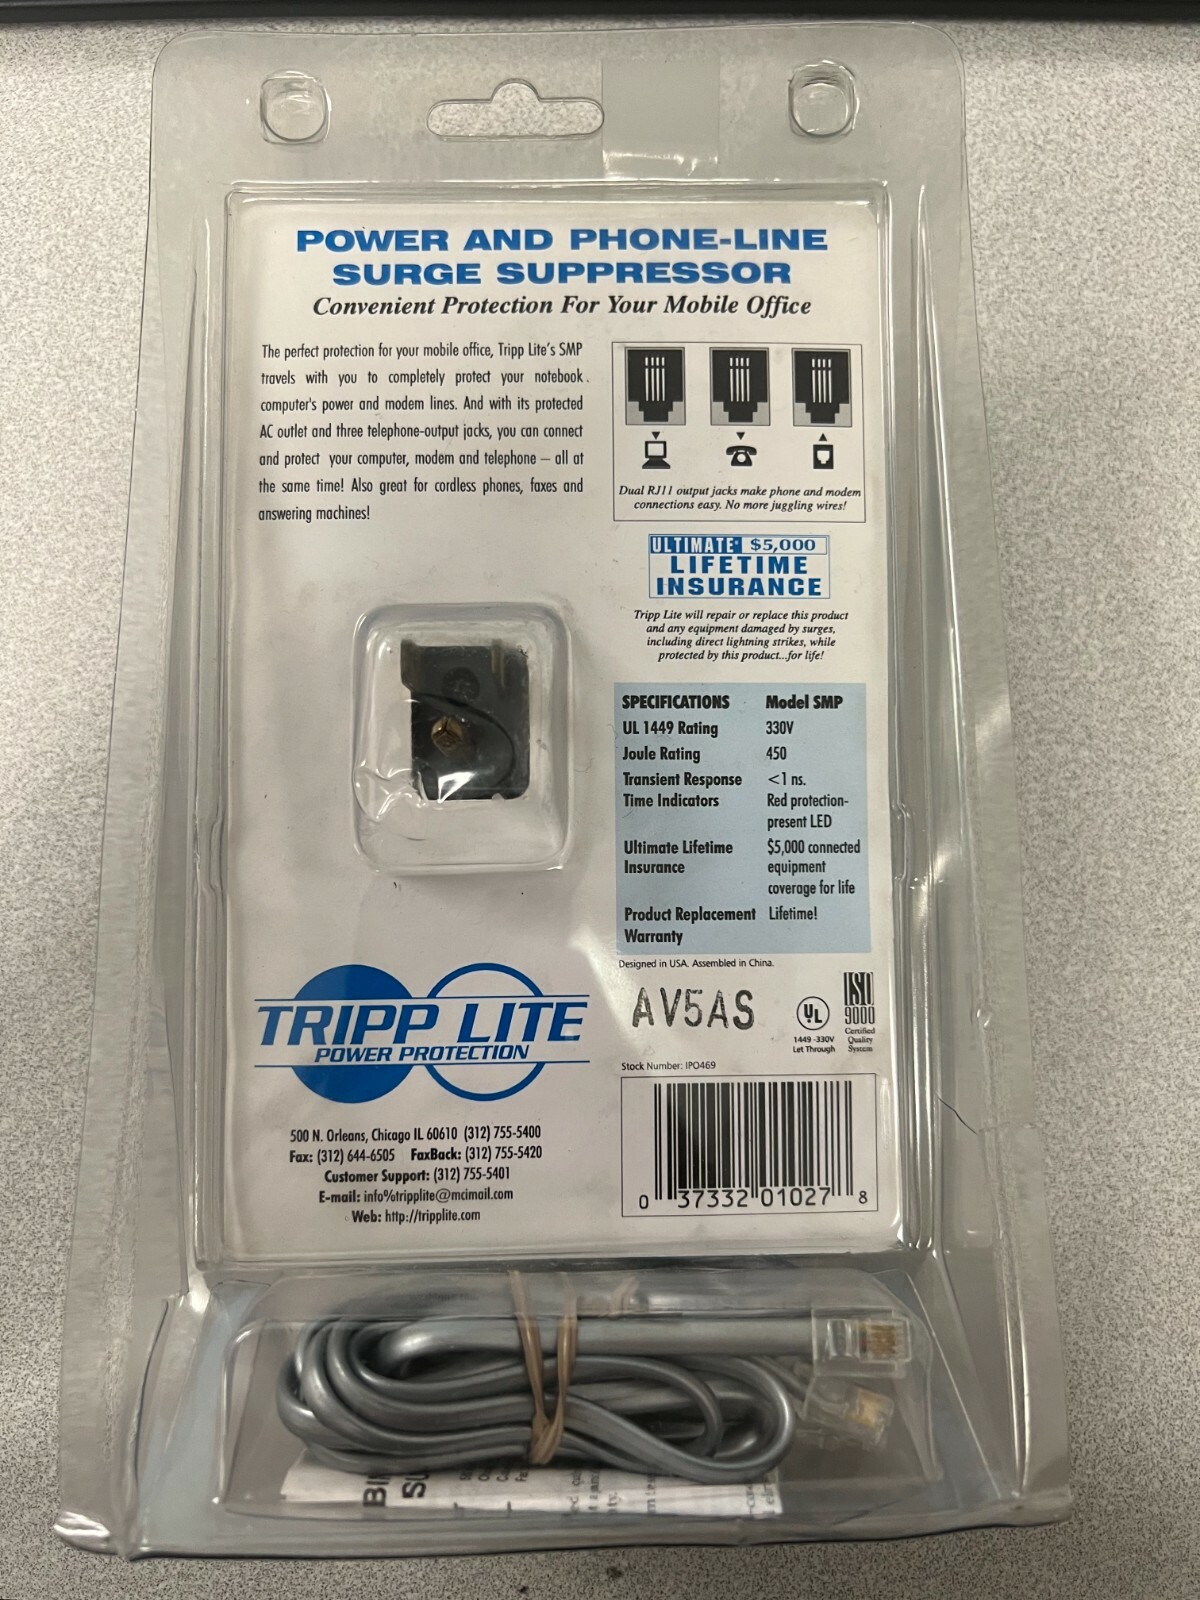 POWER AND PHONE-LINE
SURGE SUPPRESSOR
Convenient Protection For Your Mobile Office
The perfect protection for your mobile office, Tripp Lite's SMP
travels with you to completely protect your notebook
computer's power and modem lines. And with its protected
AC outlet and three telephone-output jacks, you can connect
and protect your computer, modem and telephone – all at
the same time! Also great for cordless phones, faxes and
answering machines!
Dual RJ11 output jacks make phone and modem
connections easy. No more juggling wires!
ULTIMATE $5,000
LIFETIME
INSURANCE
Tripp Lite will repair or replace this product
and any equipment damaged by surges,
including direct lightning strikes, while
protected by this product...for life!
SPECIFICATIONS Model SMP
UL 1449 Rating 330V
Joule Rating 450
Transient Response <1 ns.
Time Indicators Red protection-
present LED
Ultimate Lifetime $5,000 connected
Insurance equipment
coverage for life
Product Replacement Lifetime!
Warranty
Designed in USA. Assembled in China.
AV5AS
UL
1449 -330V
Let Through
ISO
9000
Certified
Quality
System
Stock Number: IPO469
0 37332 01027 8
TRIPP LITE
POWER PROTECTION
500 N. Orleans, Chicago IL 60610 (312) 755-5400
Fax: (312) 644-6505 FaxBack: (312) 755-5420
Customer Support: (312) 755-5401
E-mail: info%tripplite@mcimail.com
Web: http://tripplite.com